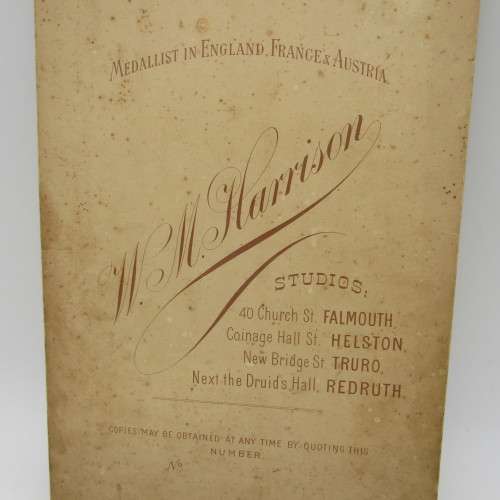 MEDALLIST IN ENGLAND, FRANCE & AUSTRIA.
W. M. Harrison
STUDIOS:
40 Church St. FALMOUTH,
Coinage Hall St. HELSTON,
New Bridge St. TRURO,
Next the Druid's Hall, REDRUTH.
COPIES MAY BE OBTAINED AT ANY TIME BY QUOTING THIS
NUMBER.
No